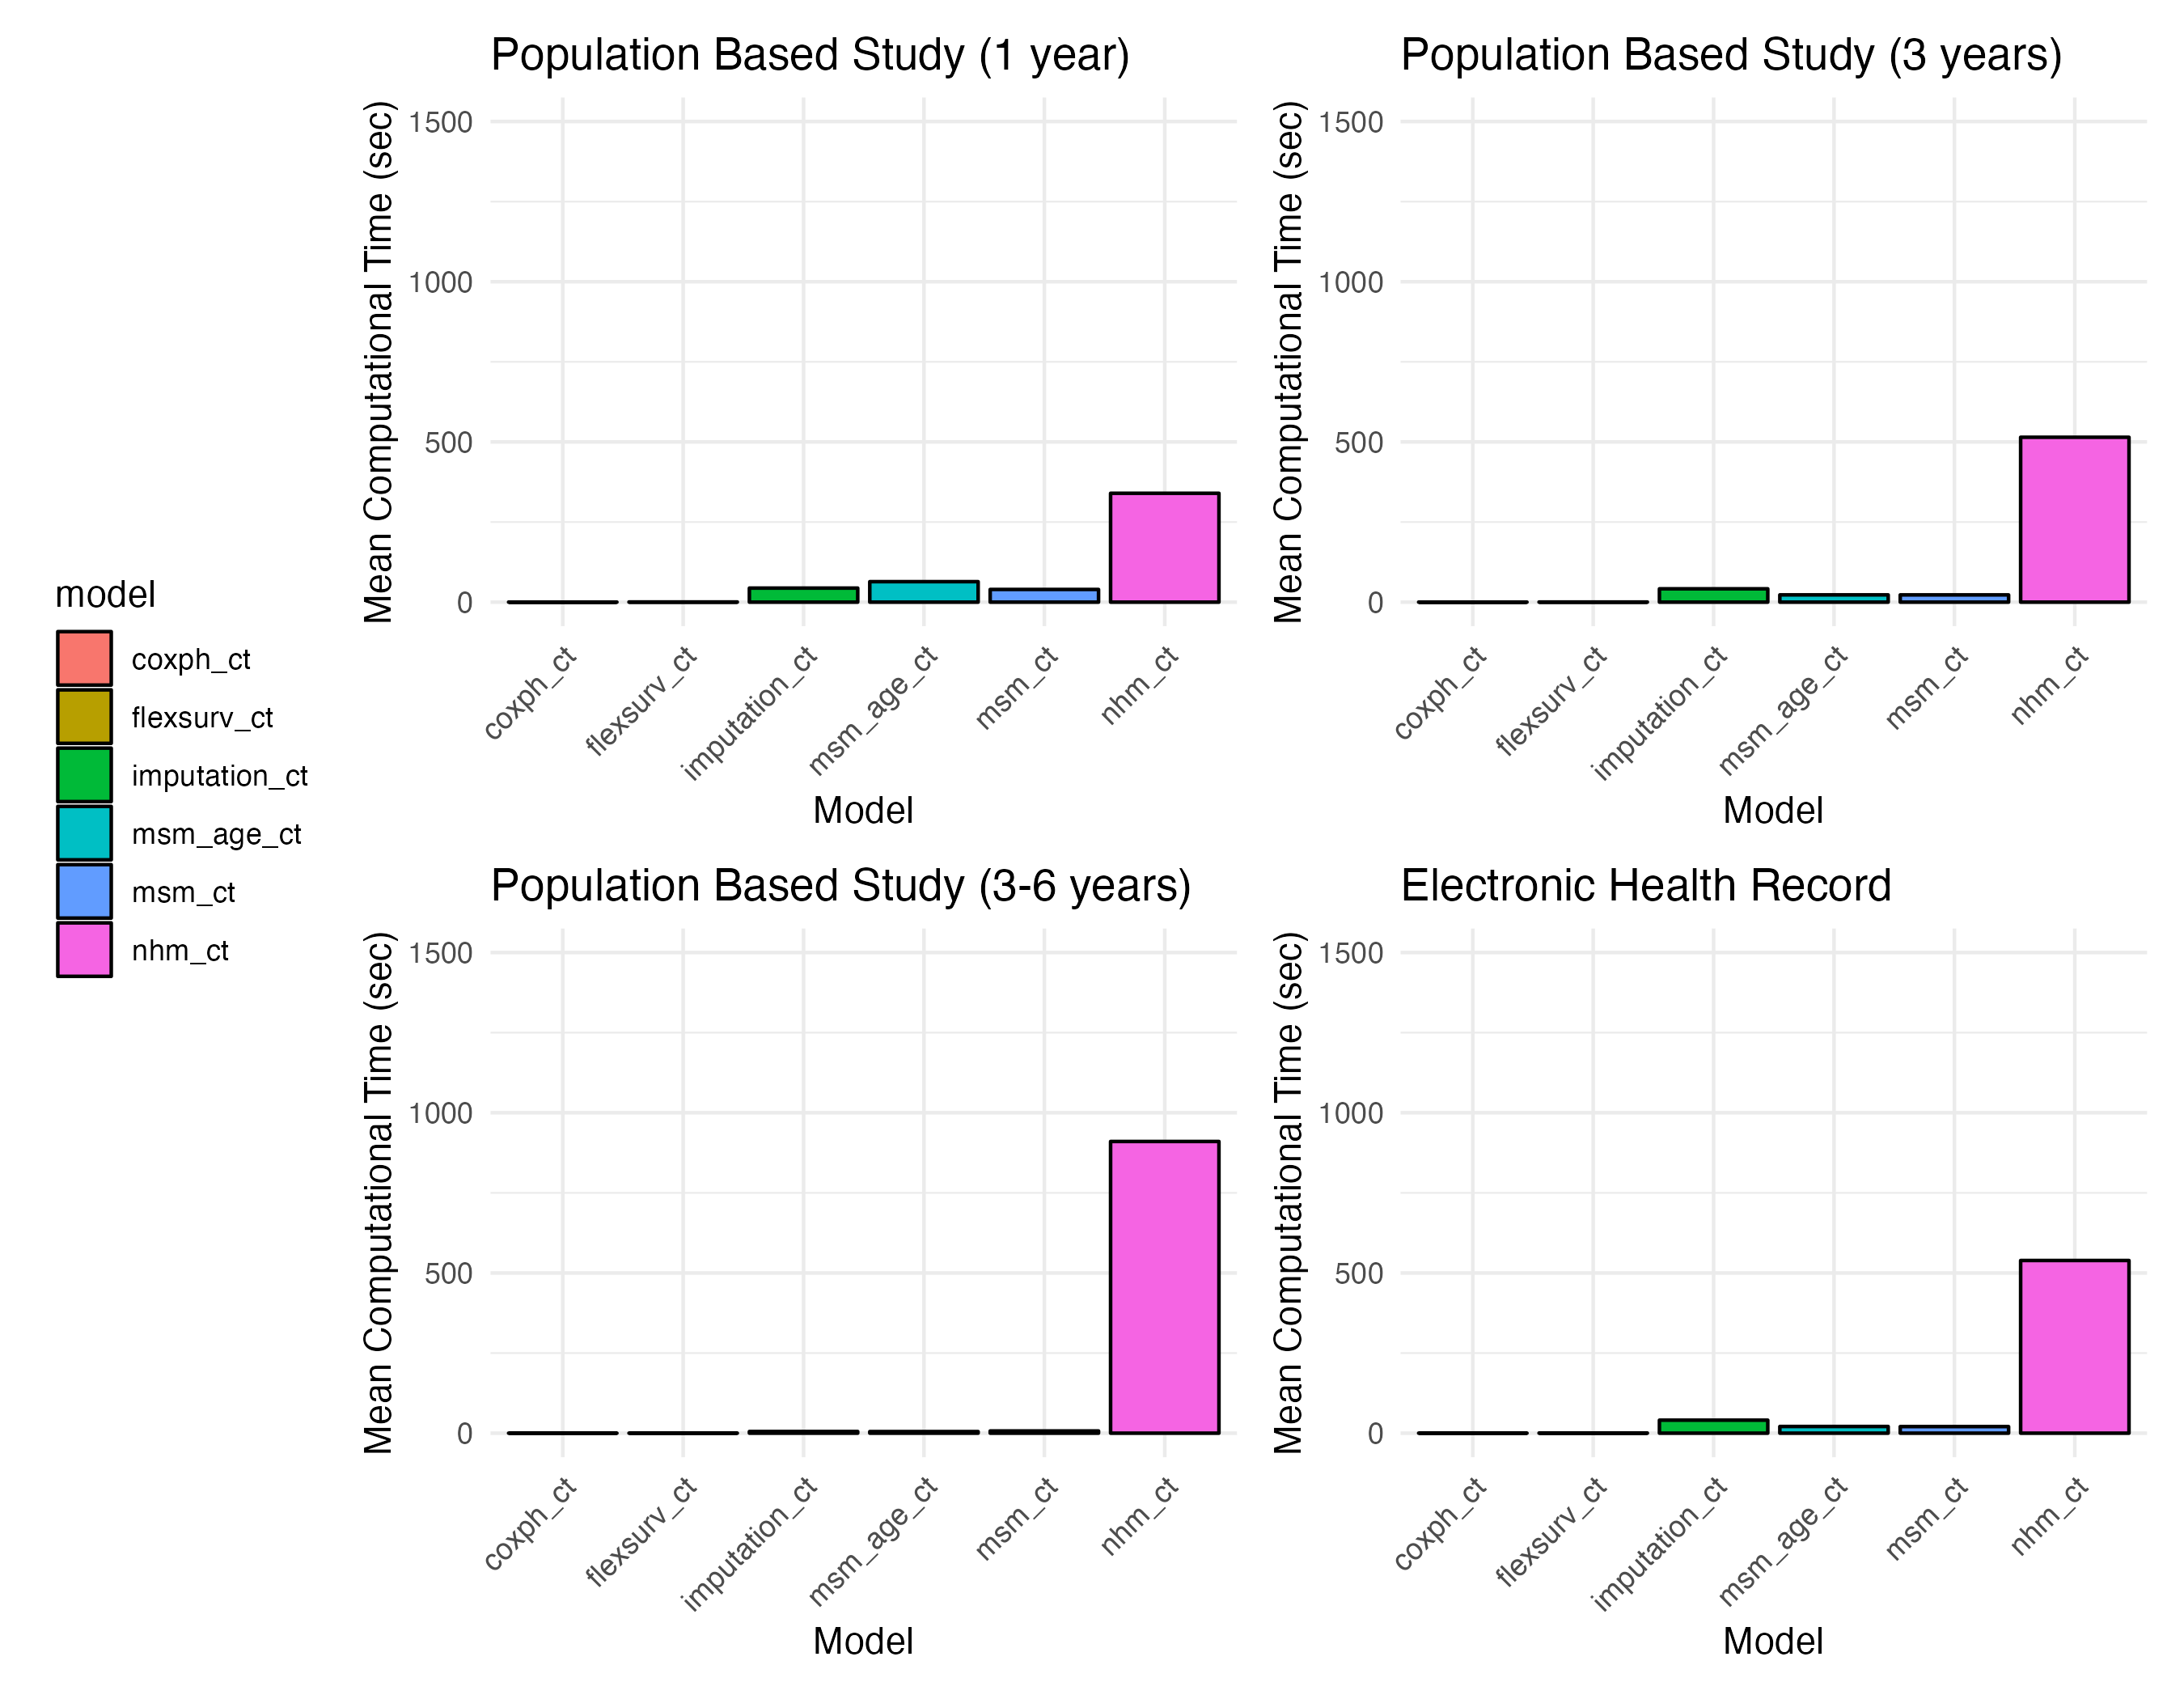 model
coxph_ct
flexsurv_ct
imputation_ct
msm_age_ct
msm_ct
nhm_ct
Population Based Study (1 year)
Mean Computational Time (sec)
1500
1000
500
0
coxph_ct
flexsurv_ct
imputation_ct
msm_age_ct
msm_ct
nhm_ct
Model
Population Based Study (3 years)
Mean Computational Time (sec)
1500
1000
500
0
coxph_ct
flexsurv_ct
imputation_ct
msm_age_ct
msm_ct
nhm_ct
Model
Population Based Study (3-6 years)
Mean Computational Time (sec)
1500
1000
500
0
coxph_ct
flexsurv_ct
imputation_ct
msm_age_ct
msm_ct
nhm_ct
Model
Electronic Health Record
Mean Computational Time (sec)
1500
1000
500
0
coxph_ct
flexsurv_ct
imputation_ct
msm_age_ct
msm_ct
nhm_ct
Model